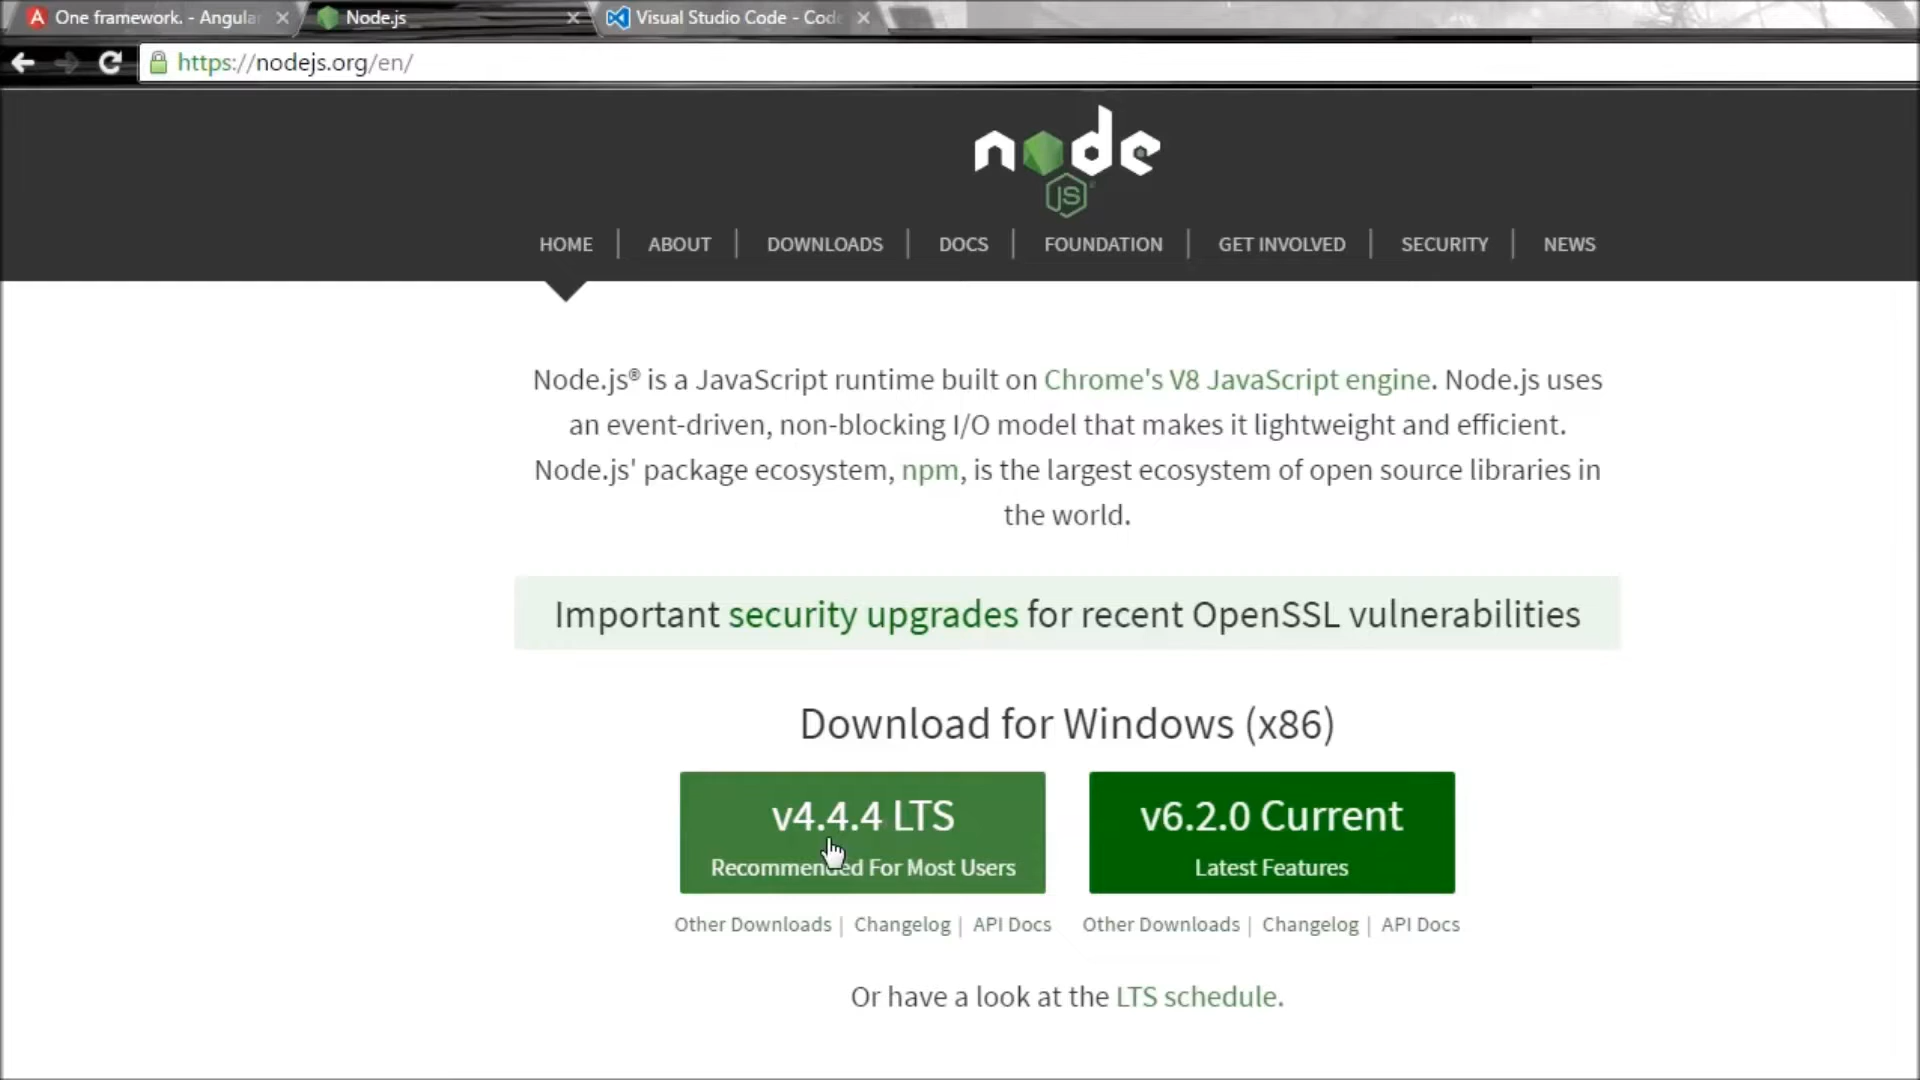 One framework. - Angular
Node.js
Visual Studio Code - Code
https://nodejs.org/en/
node
JS
HOME
ABOUT
DOWNLOADS
DOCS
FOUNDATION
GET INVOLVED
SECURITY
NEWS
Node.js® is a JavaScript runtime built on Chrome's V8 JavaScript engine. Node.js uses
an event-driven, non-blocking I/O model that makes it lightweight and efficient.
Node.js' package ecosystem, npm, is the largest ecosystem of open source libraries in
the world.
Important security upgrades for recent OpenSSL vulnerabilities
Download for Windows (x86)
v4.4.4 LTS
Recommended For Most Users
v6.2.0 Current
Latest Features
Other Downloads | Changelog | API Docs
Other Downloads | Changelog | API Docs
Or have a look at the LTS schedule.